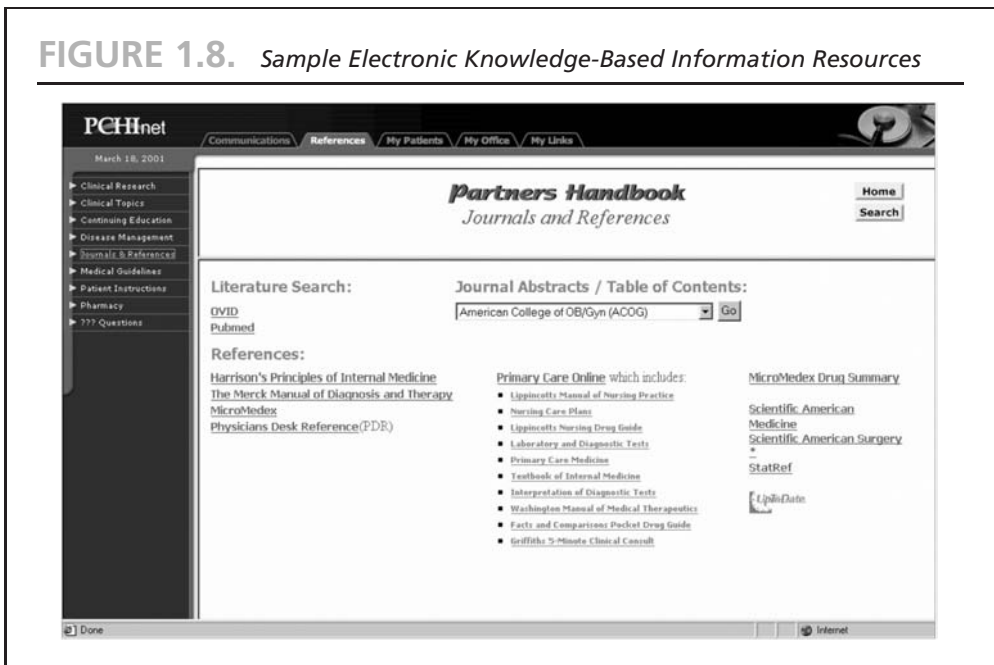 FIGURE 1.8. Sample Electronic Knowledge-Based Information Resources
PCHInet
Communications References My Patients My Office My Links
March 18, 2001
Clinical Research
Clinical Topics
Continuing Education
Disease Management
Journals & References
Medical Guidelines
Patient Instructions
Pharmacy
??? Questions
Partners Handbook
Journals and References
Home
Search
Literature Search:
OVID
Pubmed
Journal Abstracts / Table of Contents:
American College of OB/Gyn (ACOG) Go
References:
Harrison's Principles of Internal Medicine
The Merck Manual of Diagnosis and Therapy
MicroMedex
Physicians Desk Reference(PDR)
Primary Care Online which includes:
Lippincotts Manual of Nursing Practice
Nursing Care Plans
Lippincotts Nursing Drug Guide
Laboratory and Diagnostic Tests
Primary Care Medicine
Textbook of Internal Medicine
Interpretation of Diagnostic Tests
Washington Manual of Medical Therapeutics
Facts and Comparisons Pocket Drug Guide
Griffiths 5-Minute Clinical Consult
MicroMedex Drug Summary
Scientific American
Medicine
Scientific American Surgery
*
StatRef
UpToDate
Done
Internet